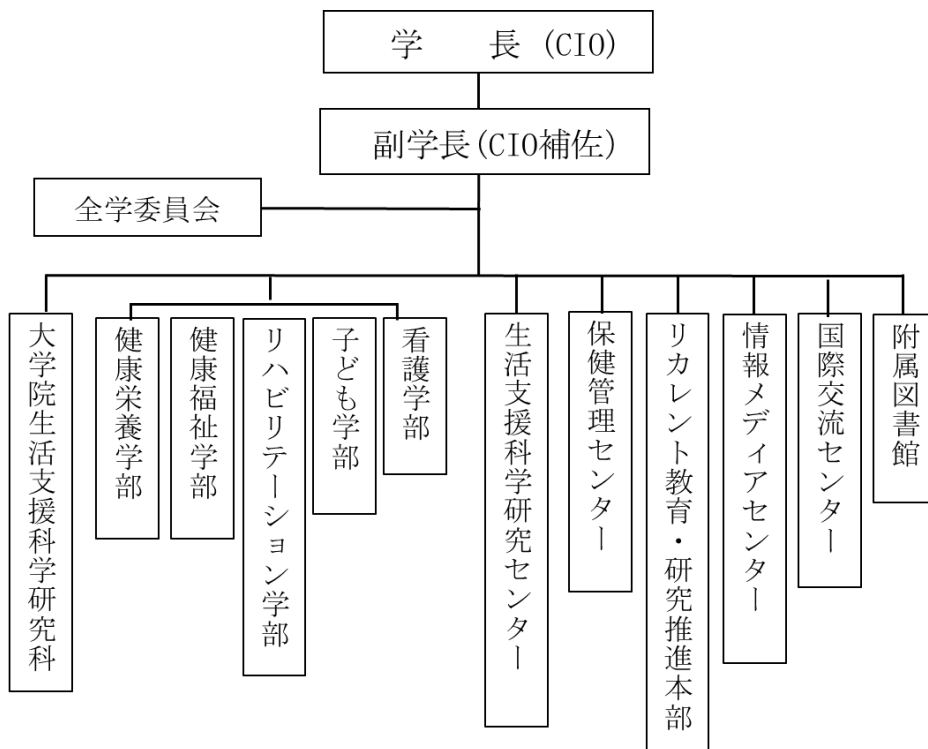 学　　長(CIO)
副学長(CIO補佐)
全学委員会
大学院生活支援科学研究科
健康栄養学部
健康福祉学部
リハビリテーション学部
子ども学部
看護学部
生活支援科学研究センター
保健管理センター
リカレント教育・研究推進本部
情報メディアセンター
国際交流センター
附属図書館